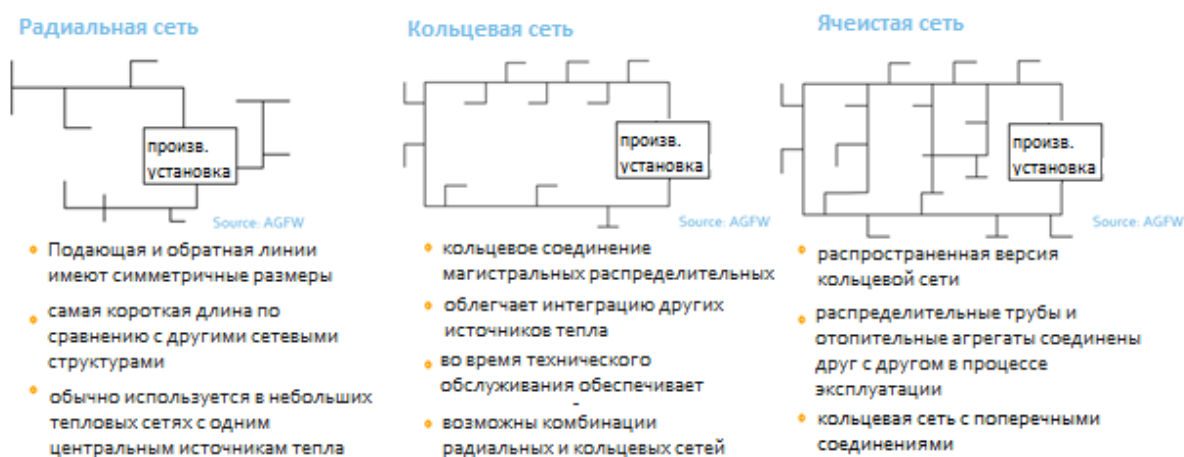 Радиальная сеть
произв.
установка
Source: AGFW
Подающая и обратная линии
имеют симметричные размеры
самая короткая длина по
сравнению с другими сетевыми
структурами
обычно используется в небольших
тепловых сетях с одним
центральным источникам тепла
Кольцевая сеть
произв.
установка
Source: AGFW
кольцевое соединение
магистральных распределительных
облегчает интеграцию других
источников тепла
во время технического
обслуживания обеспечивает
-
возможны комбинации
радиальных и кольцевых сетей
Ячеистая сеть
произв.
установка
Source: AGFW
распространенная версия
кольцевой сети
распределительные трубы и
отопительные агрегаты соединены
друг с другом в процессе
эксплуатации
кольцевая сеть с поперечными
соединениями